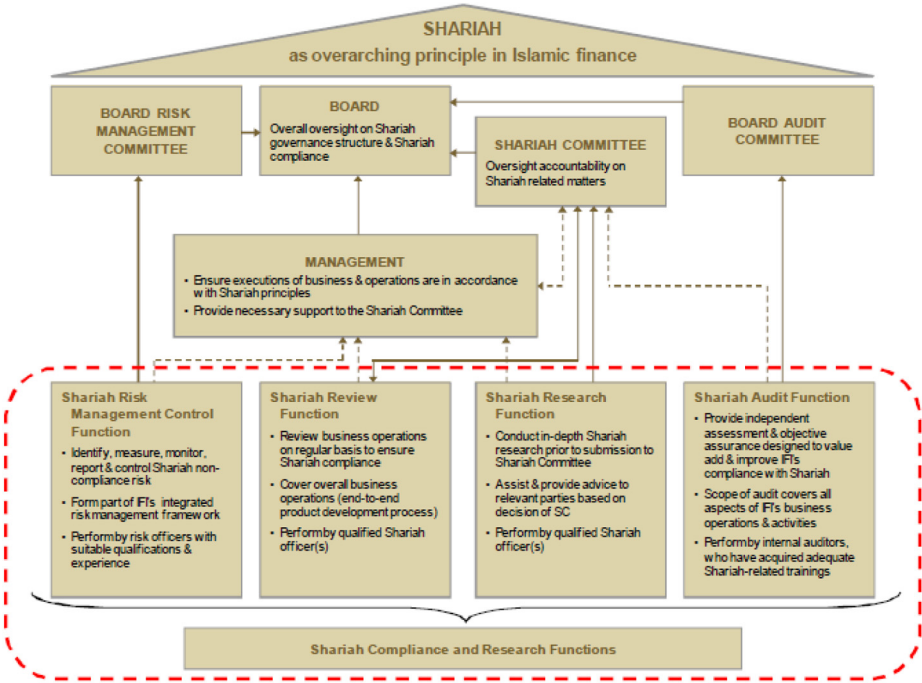 SHARIAH
as overarching principle in Islamic finance
BOARD RISK
MANAGEMENT
COMMITTEE
BOARD
Overall oversight on Shariah
governance structure & Shariah
compliance
SHARIAH COMMITTEE
Oversight accountability on
Shariah related matters
BOARD AUDIT
COMMITTEE
MANAGEMENT
• Ensure executions of business & operations are in accordance
with Shariah principles
• Provide necessary support to the Shariah Committee
Shariah Risk
Management Control
Function
• Identify, measure, monitor,
report & control Shariah non-
compliance risk
• Form part of IFI's integrated
risk management framework
• Perform by risk officers with
suitable qualifications &
experience
Shariah Review
Function
• Review business operations
on regular basis to ensure
Shariah compliance
• Cover overall business
operations (end-to-end
product development process)
• Perform by qualified Shariah
officer(s)
Shariah Research
Function
• Conduct in-depth Shariah
research prior to submission to
Shariah Committee
• Assist & provide advice to
relevant parties based on
decision of SC
• Perform by qualified Shariah
officer(s)
Shariah Audit Function
• Provide independent
assessment & objective
assurance designed to value
add & improve IFI's
compliance with Shariah
• Scope of audit covers all
aspects of IFI's business
operations & activities
• Perform by internal auditors,
who have acquired adequate
Shariah-related trainings
Shariah Compliance and Research Functions